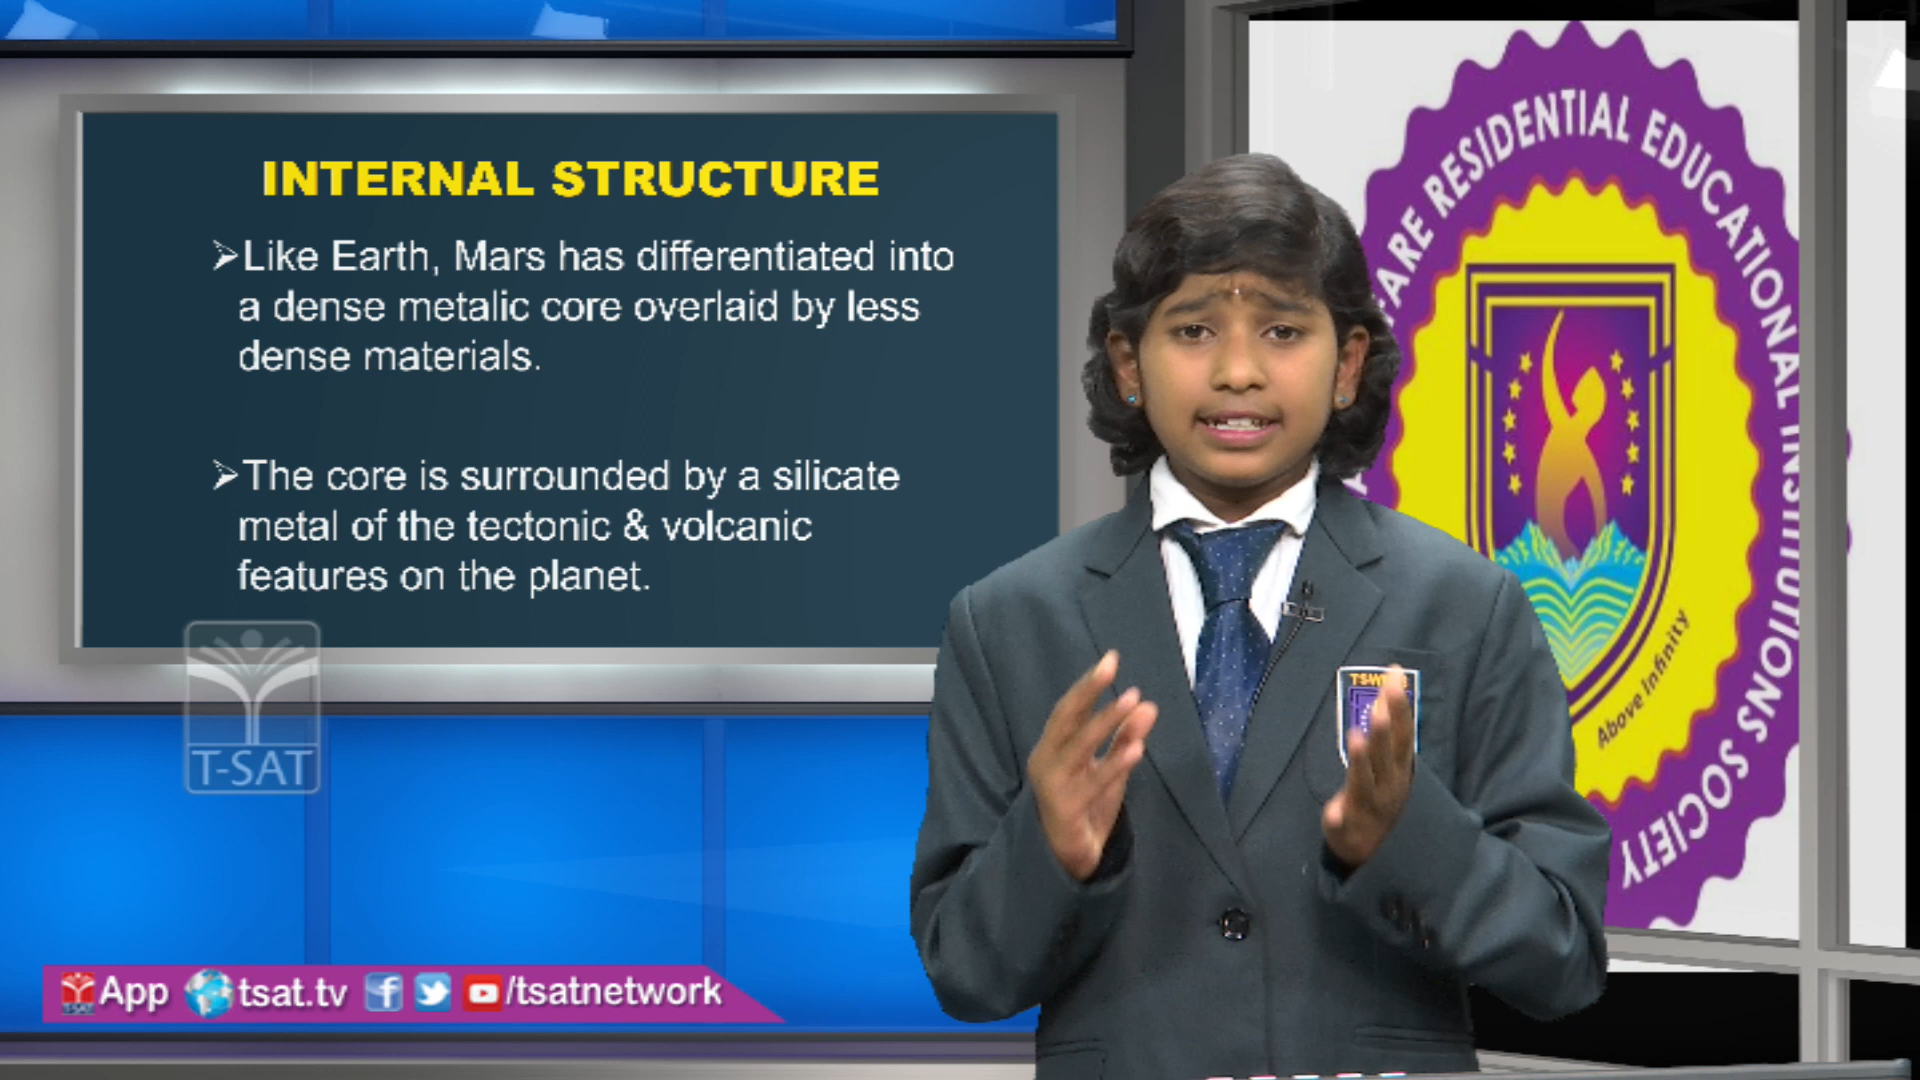 INTERNAL STRUCTURE
➢Like Earth, Mars has differentiated into
a dense metalic core overlaid by less
dense materials.
➢The core is surrounded by a silicate
metal of the tectonic & volcanic
features on the planet.
T-SAT
App tsat.tv /tsatnetwork
RESIDENTIAL EDUCATIONAL INSTITUTIONS SOCIETY
Above Infinity